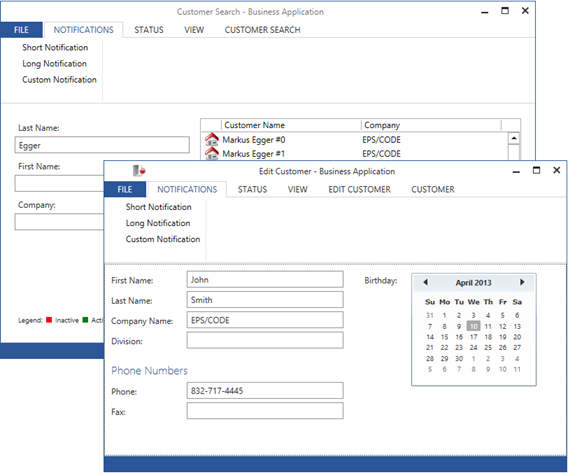 Customer Search - Business Application
FILE NOTIFICATIONS STATUS VIEW CUSTOMER SEARCH
Short Notification
Long Notification
Custom Notification
Last Name:
Egger
First Name:
Company:
Customer Name Company
Markus Egger #0 EPS/CODE
Markus Egger #1 EPS/CODE
Legend: Inactive
Edit Customer - Business Application
FILE NOTIFICATIONS STATUS VIEW EDIT CUSTOMER CUSTOMER
Short Notification
Long Notification
Custom Notification
First Name: John
Last Name: Smith
Company Name: EPS/CODE
Division:
Phone Numbers
Phone: 832-717-4445
Fax:
Birthday:
April 2013
Su Mo Tu We Th Fr Sa
31 1 2 3 4 5 6
7 8 9 10 11 12 13
14 15 16 17 18 19 20
21 22 23 24 25 26 27
28 29 30 1 2 3 4
5 6 7 8 9 10 11